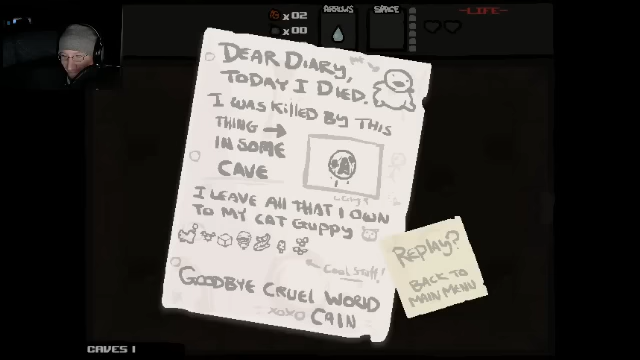 x02
x00
ARROWS
SPACE
-LIFE-
DEAR DIARY,
TODAY I DIED.
I WAS KILLED BY THIS
THING
IN SOME
CAVE
I LEAVE ALL THAT I OWN
TO MY CAT GUPPY
COOL STUFF!
GOODBYE CRUEL WORLD
XOXO CAIN
REPLAY?
BACK TO
MAIN MENU
CAVES I